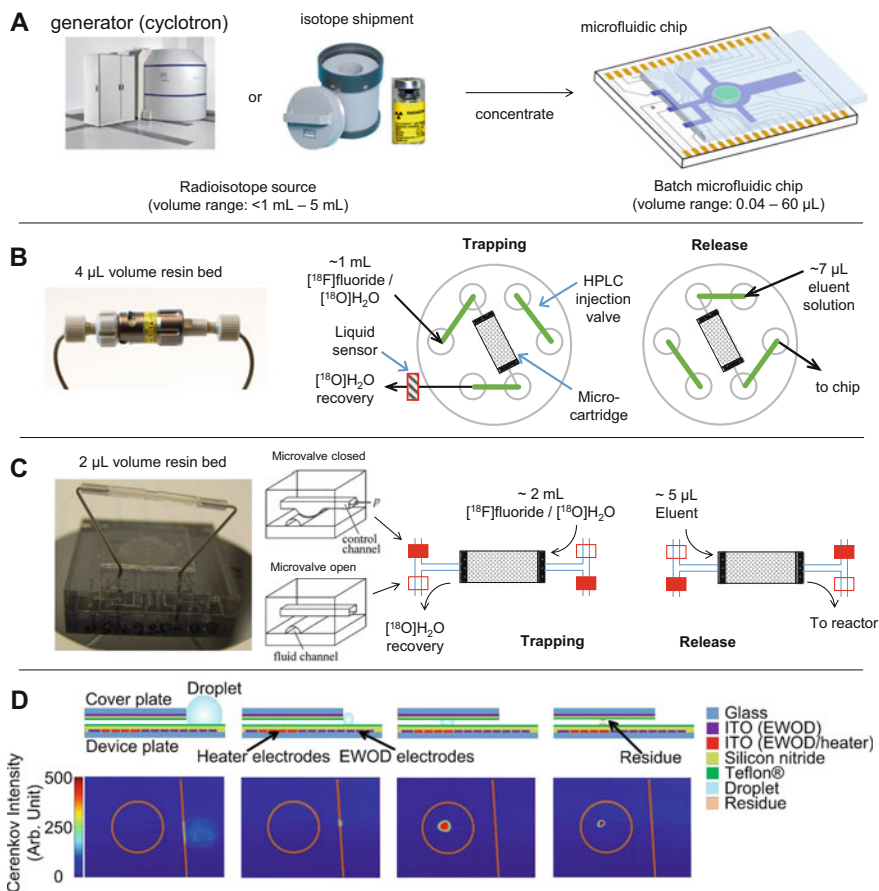 A
generator (cyclotron)
or
isotope shipment
concentrate
microfluidic chip
Radioisotope source
(volume range: <1 mL – 5 mL)
Batch microfluidic chip
(volume range: 0.04 – 60 µL)
B
4 µL volume resin bed
~1 mL
[¹⁸F]fluoride /
[¹⁸O]H₂O
Liquid
sensor
[¹⁸O]H₂O
recovery
Trapping
HPLC
injection
valve
Micro-
cartridge
Release
~7 µL
eluent
solution
to chip
C
2 µL volume resin bed
Microvalve closed
p
control
channel
Microvalve open
fluid channel
~ 2 mL
[¹⁸F]fluoride / [¹⁸O]H₂O
[¹⁸O]H₂O
recovery
Trapping
~ 5 µL
Eluent
Release
To reactor
D
Cover plate
Droplet
Device plate
Heater electrodes
EWOD electrodes
Residue
Glass
ITO (EWOD)
ITO (EWOD/heater)
Silicon nitride
Teflon®
Droplet
Residue
Cerenkov Intensity
(Arb. Unit)
500
250
0